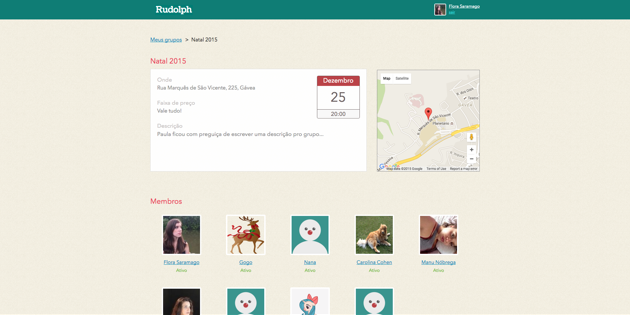 Rudolph
Flora Saramago
sair
Meus grupos > Natal 2015
Natal 2015
Onde
Rua Marquês de São Vicente, 225, Gávea
Faixa de preço
Vale tudo!
Descrição
Paula ficou com preguiça de escrever uma descrição pro grupo...
Dezembro
25
20:00
Map
Satellite
Map data ©2015 Google
Terms of Use
Report a map error
Membros
Flora Saramago
Ativo
Gogo
Ativo
Nana
Ativo
Carolina Cohen
Ativo
Manu Nóbrega
Ativo